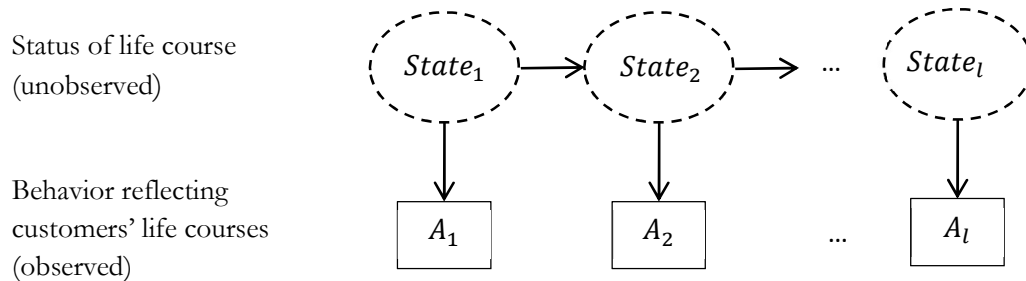 Status of life course
(unobserved)
State₁
State₂
...
Stateₗ
Behavior reflecting
customers’ life courses
(observed)
A₁
A₂
...
Aₗ